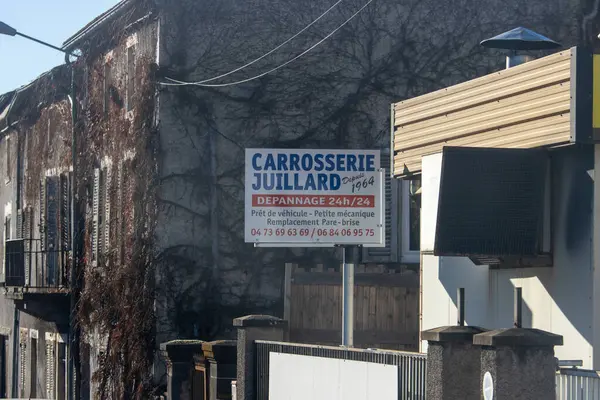 CARROSSERIE
JUILLARD Depuis 1964
DEPANNAGE 24h/24
Prêt de véhicule - Petite mécanique
Remplacement Pare-brise
04 73 69 63 69 / 06 84 06 95 75